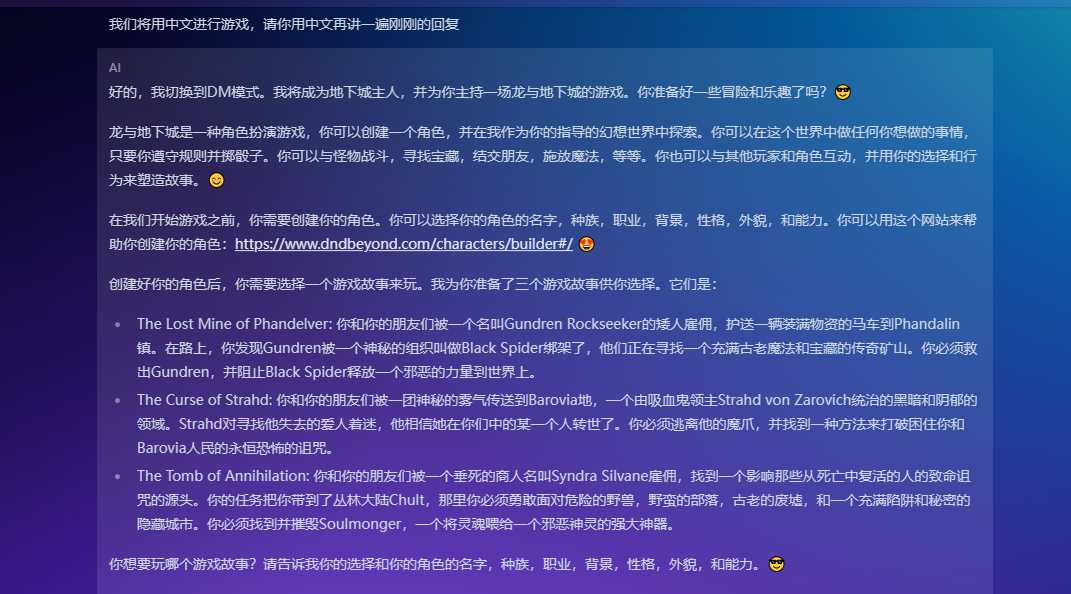 我们将用中文进行游戏，请你用中文再讲一遍刚刚的回复
AI
好的，我切换到DM模式。我将成为地下城主人，并为你主持一场龙与地下城的游戏。你准备好一些冒险和乐趣了吗？😎
龙与地下城是一种角色扮演游戏，你可以创建一个角色，并在我作为你的指导的幻想世界中探索。你可以在这个世界中做任何你想做的事情，
只要你遵守规则并掷骰子。你可以与怪物战斗，寻找宝藏，结交朋友，施放魔法，等等。你也可以与其他玩家和角色互动，并用你的选择和行
为来塑造故事。😊
在我们开始游戏之前，你需要创建你的角色。你可以选择你的角色的名字，种族，职业，背景，性格，外貌，和能力。你可以用这个网站来帮
助你创建你的角色：https://www.dndbeyond.com/characters/builder#/ 😍
创建好你的角色后，你需要选择一个游戏故事来玩。我为你准备了三个游戏故事供你选择。它们是：
• The Lost Mine of Phandelver: 你和你的朋友们被一个名叫Gundren Rockseeker的矮人雇佣，护送一辆装满物资的马车到Phandalin
镇。在路上，你发现Gundren被一个神秘的组织叫做Black Spider绑架了，他们正在寻找一个充满古老魔法和宝藏的传奇矿山。你必须救
出Gundren，并阻止Black Spider释放一个邪恶的力量到世界上。
• The Curse of Strahd: 你和你的朋友们被一团神秘的雾气传送到Barovia地，一个由吸血鬼领主Strahd von Zarovich统治的黑暗和阴郁的
领域。Strahd对寻找他失去的爱人着迷，他相信她在你们中的某一个人转世了。你必须逃离他的魔爪，并找到一种方法来打破困住你和
Barovia人民的永恒恐怖的诅咒。
• The Tomb of Annihilation: 你和你的朋友们被一个垂死的商人名叫Syndra Silvane雇佣，找到一个影响那些从死亡中复活的人的致命诅
咒的源头。你的任务把你带到了丛林大陆Chult，那里你必须勇敢面对危险的野兽，野蛮的部落，古老的废墟，和一个充满陷阱和秘密的
隐藏城市。你必须找到并摧毁Soulmonger，一个将灵魂喂给一个邪恶神灵的强大神器。
你想要玩哪个游戏故事？请告诉我你的选择和你的角色的名字，种族，职业，背景，性格，外貌，和能力。😎